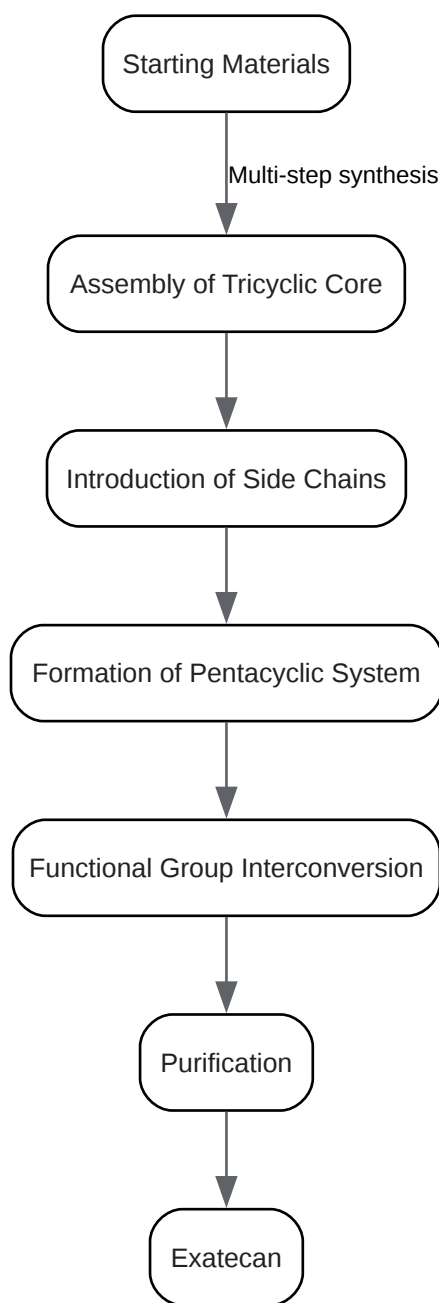 Starting Materials
Multi-step synthesis
Assembly of Tricyclic Core
Introduction of Side Chains
Formation of Pentacyclic System
Functional Group Interconversion
Purification
Exatecan